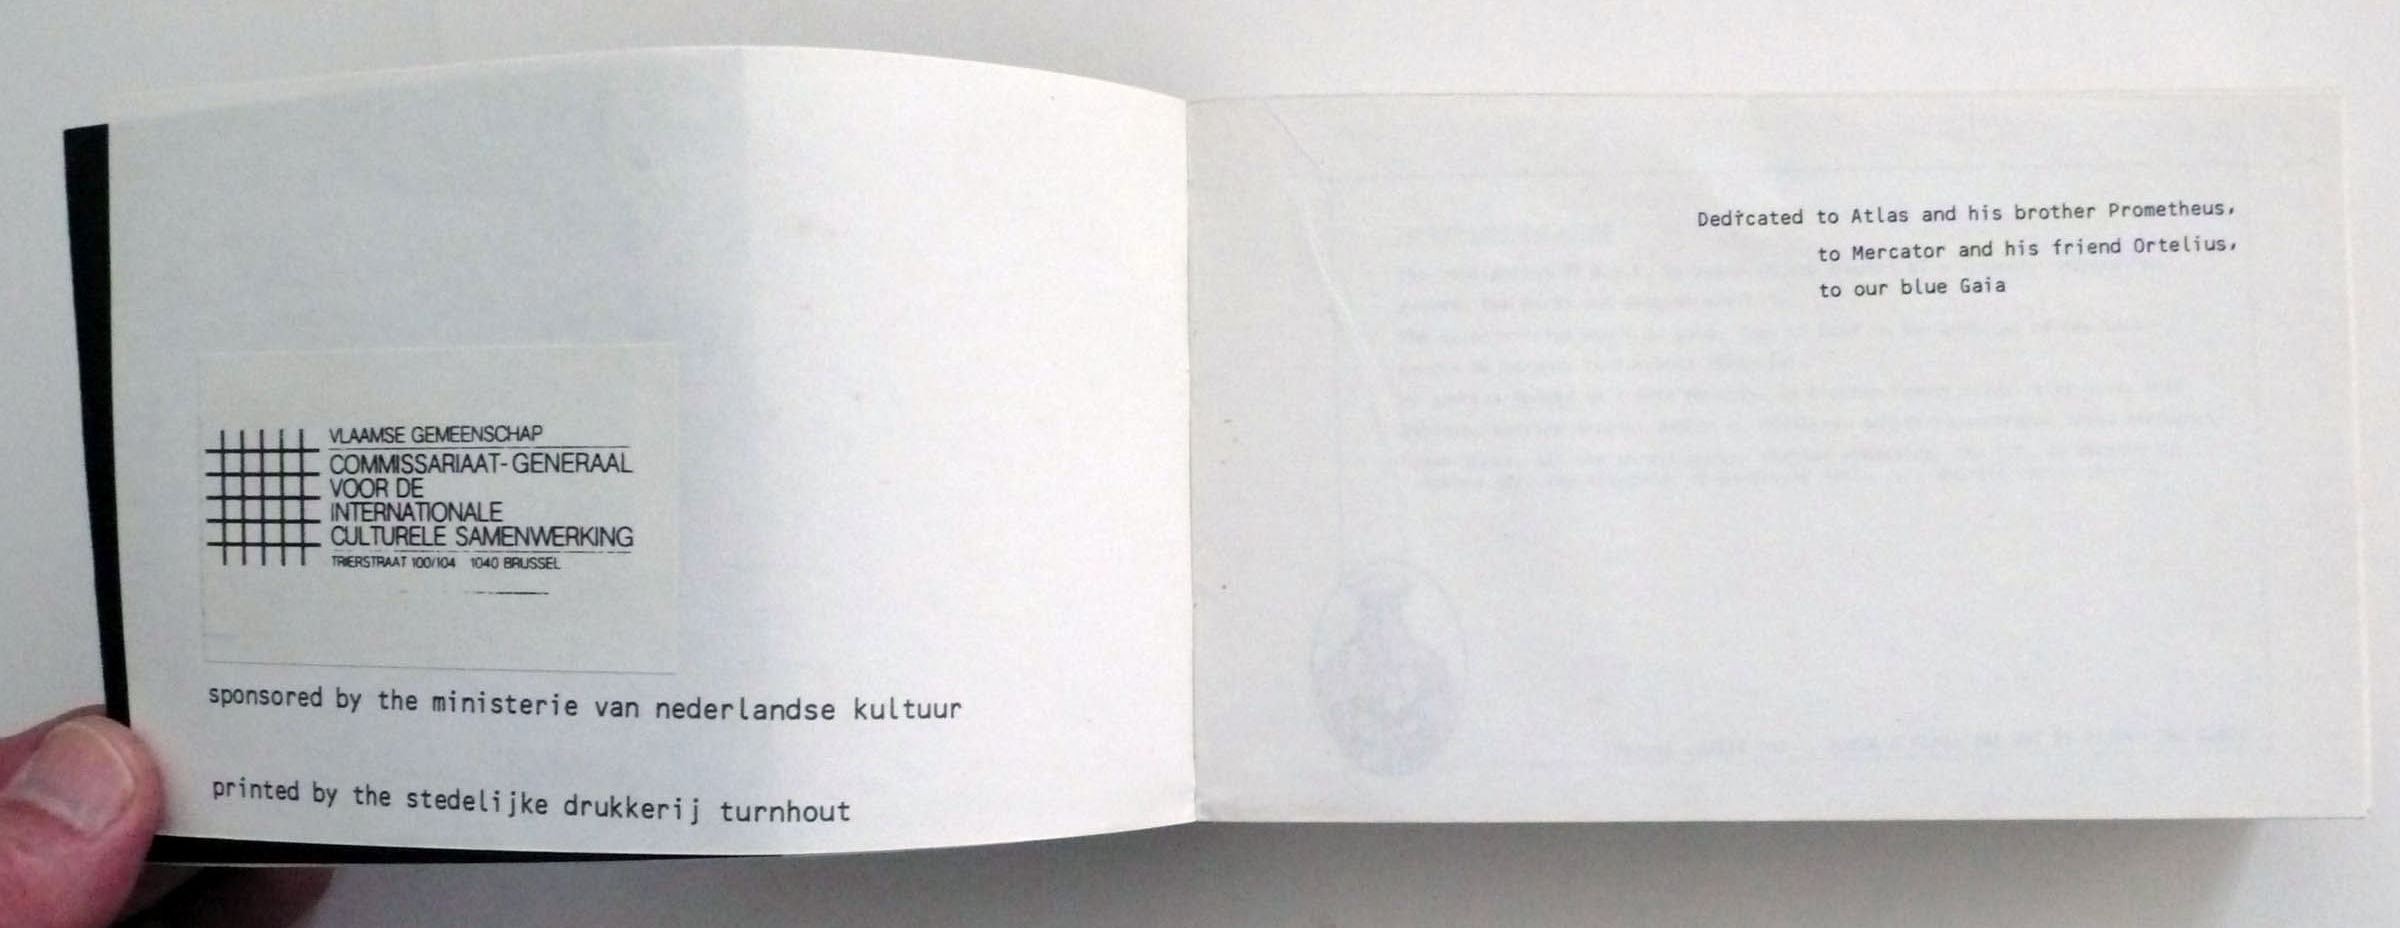 VLAAMSE GEMEENSCHAP
COMMISSARIAAT-GENERAAL
VOOR DE
INTERNATIONALE
CULTURELE SAMENWERKING
TRIERSTRAAT 100/104 1040 BRUSSEL
sponsored by the ministerie van nederlandse kultuur
printed by the stedelijke drukkerij turnhout
Dedicated to Atlas and his brother Prometheus,
to Mercator and his friend Ortelius,
to our blue Gaia